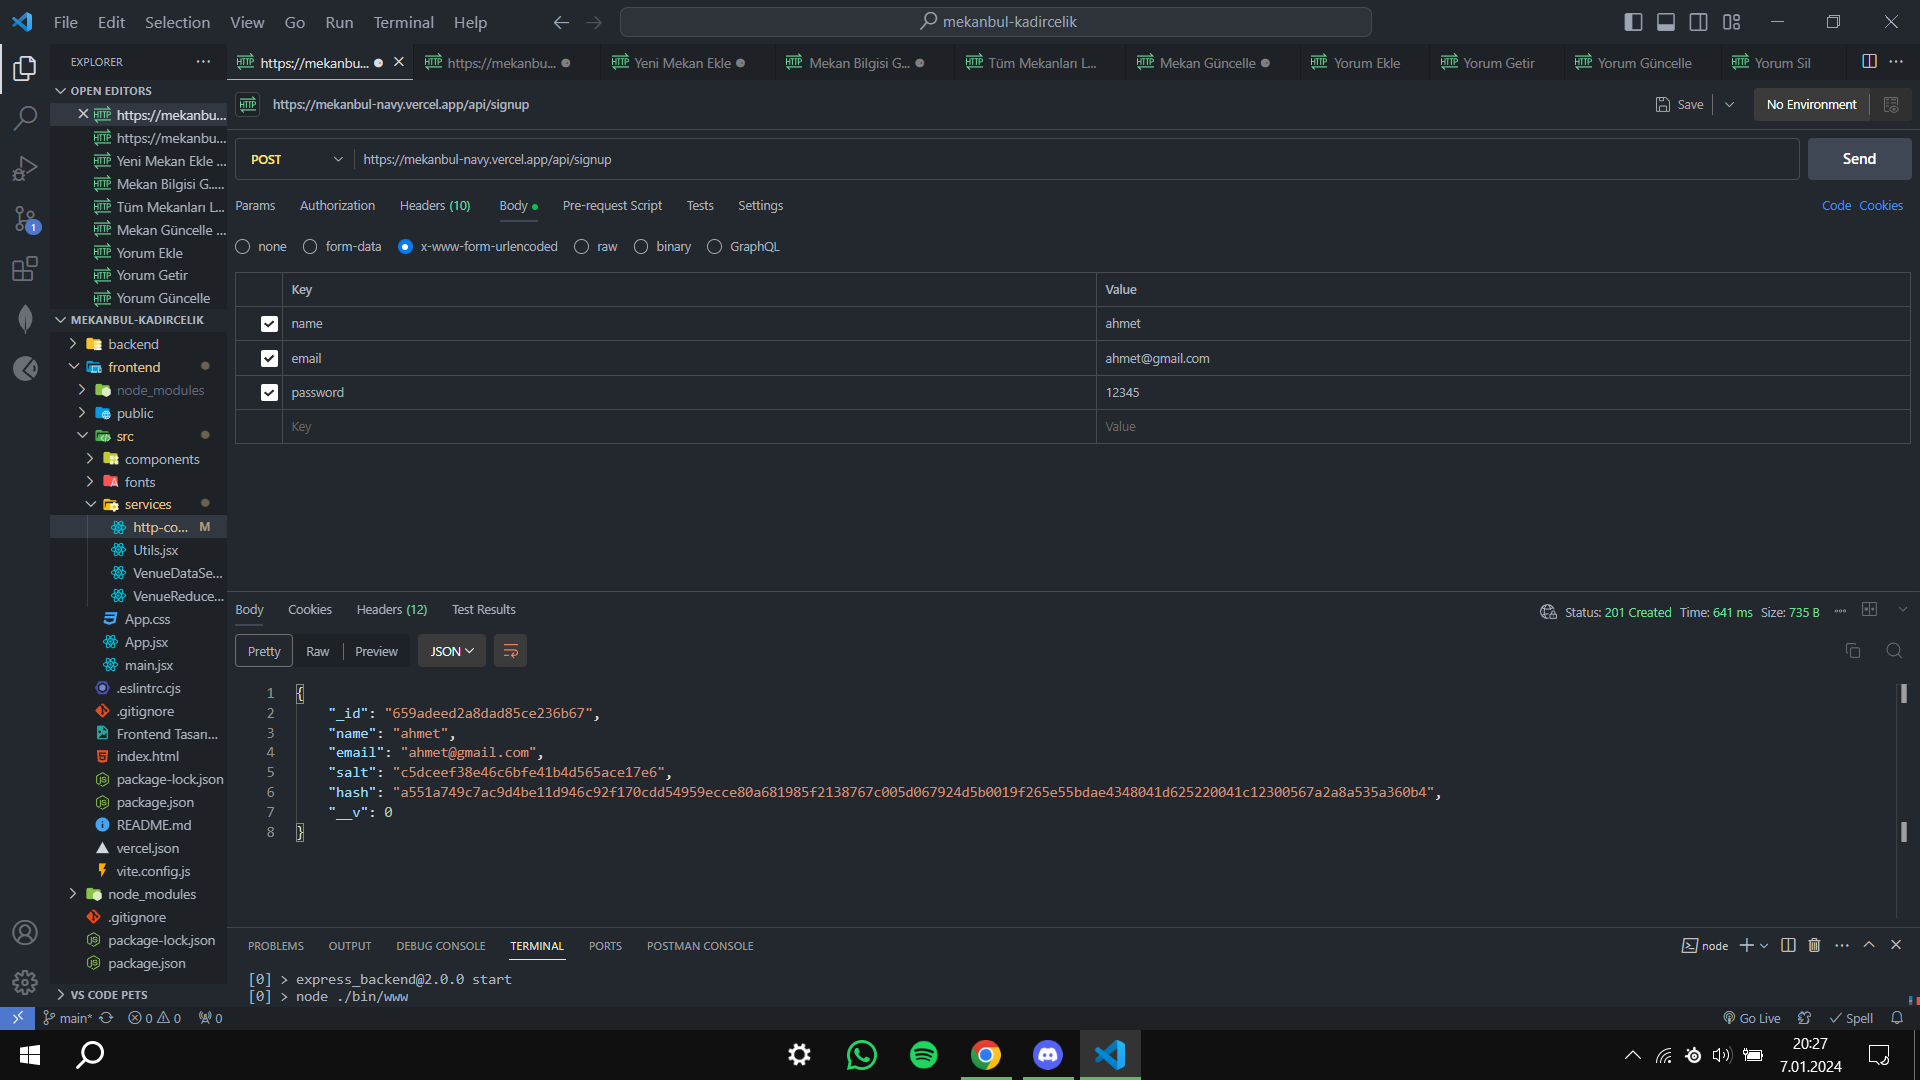 File Edit Selection View Go Run Terminal Help
mekanbul-kadircelik
EXPLORER
https://mekanbu...
https://mekanbu...
Yeni Mekan Ekle
Mekan Bilgisi G...
Tüm Mekanları L...
Mekan Güncelle
Yorum Ekle
Yorum Getir
Yorum Güncelle
Yorum Sil
OPEN EDITORS
https://mekanbu...
https://mekanbu...
Yeni Mekan Ekle ...
Mekan Bilgisi G.....
Tüm Mekanları L...
Mekan Güncelle ...
Yorum Ekle
Yorum Getir
Yorum Güncelle
MEKANBUL-KADIRCELIK
backend
frontend
node_modules
public
src
components
fonts
services
http-co... M
Utils.jsx
VenueDataSe...
VenueReduce...
App.css
App.jsx
main.jsx
.eslintrc.cjs
.gitignore
Frontend Tasarı...
index.html
package-lock.json
package.json
README.md
vercel.json
vite.config.js
node_modules
.gitignore
package-lock.json
package.json
VS CODE PETS
HTTP https://mekanbul-navy.vercel.app/api/signup
Save
No Environment
POST https://mekanbul-navy.vercel.app/api/signup
Send
Params Authorization Headers (10) Body Pre-request Script Tests Settings
Code Cookies
none form-data x-www-form-urlencoded raw binary GraphQL
Key Value
name ahmet
email ahmet@gmail.com
password 12345
Key Value
Body Cookies Headers (12) Test Results
Status: 201 Created Time: 641 ms Size: 735 B
Pretty Raw Preview JSON
1 {
2 "_id": "659adeed2a8dad85ce236b67",
3 "name": "ahmet",
4 "email": "ahmet@gmail.com",
5 "salt": "c5dceef38e46c6bfe41b4d565ace17e6",
6 "hash": "a551a749c7ac9d4be11d946c92f170cdd54959ecce80a681985f2138767c005d067924d5b0019f265e55bdae4348041d625220041c12300567a2a8a535a360b4",
7 "__v": 0
8 }
PROBLEMS OUTPUT DEBUG CONSOLE TERMINAL PORTS POSTMAN CONSOLE
node
[0] > express_backend@2.0.0 start
[0] > node ./bin/www
main* 0 0 0
Go Live Spell
20:27
7.01.2024